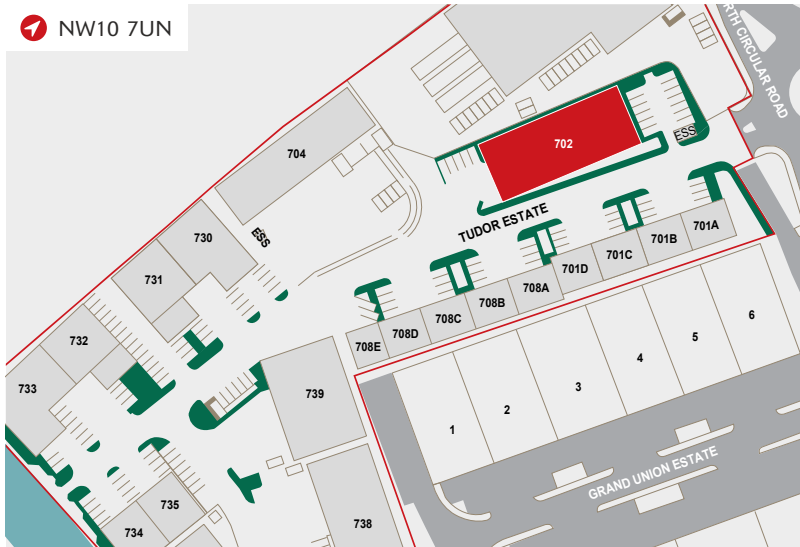 NW10 7UN
RTH CIRCULAR ROAD
702
ESS
704
TUDOR ESTATE
701A
701B
701C
701D
708A
708B
708C
708D
708E
730
ESS
731
732
733
739
738
735
734
1
2
3
4
5
6
GRAND UNION ESTATE